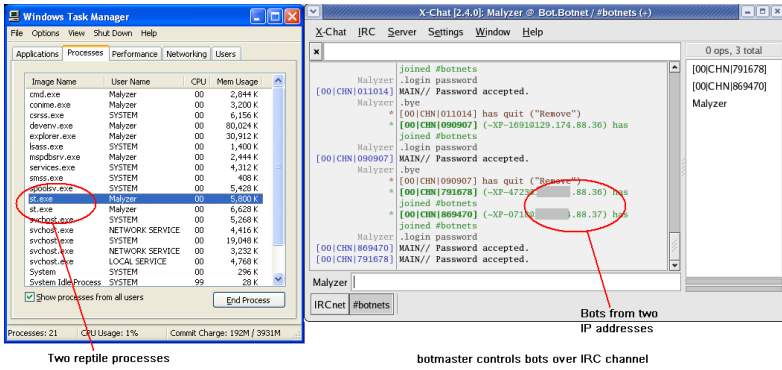 Windows Task Manager
File Options View Shut Down Help
Applications Processes Performance Networking Users
Image Name User Name CPU Mem Usage
cmd.exe Malyzer 00 2,844 K
conime.exe Malyzer 00 3,200 K
csrss.exe SYSTEM 00 6,156 K
devenv.exe Malyzer 00 80,024 K
explorer.exe Malyzer 00 30,912 K
lsass.exe SYSTEM 00 1,400 K
mspdbsrv.exe Malyzer 00 2,444 K
services.exe SYSTEM 00 4,312 K
smss.exe SYSTEM 00 408 K
spoolsv.exe SYSTEM 00 5,428 K
st.exe Malyzer 00 5,800 K
st.exe Malyzer 00 6,628 K
svchost.exe SYSTEM 00 5,268 K
svchost.exe NETWORK SERVICE 00 4,416 K
svchost.exe SYSTEM 00 19,048 K
svchost.exe NETWORK SERVICE 00 3,232 K
svchost.exe LOCAL SERVICE 00 4,768 K
System SYSTEM 00 296 K
System Idle Process SYSTEM 99 28 K
Show processes from all users
End Process
Processes: 21 CPU Usage: 1% Commit Charge: 192M / 3931M
Two reptile processes
X-Chat [2.4.0]: Malyzer @ Bot.Botnet / #botnets (+)
X-Chat IRC Server Settings Window Help
x
0 ops, 3 total
joined #botnets
Malyzer .login password
[00|CHN|011014] MAIN// Password accepted.
Malyzer .bye
* [00|CHN|011014] has quit ("Remove")
* [00|CHN|090907] (~XP-16910129.174.88.36) has
joined #botnets
Malyzer .login password
[00|CHN|090907] MAIN// Password accepted.
Malyzer .bye
* [00|CHN|090907] has quit ("Remove")
* [00|CHN|791678] (~XP-47230 .88.36) has
joined #botnets
* [00|CHN|869470] (~XP-07180 .88.37) has
joined #botnets
Malyzer .login password
[00|CHN|869470] MAIN// Password accepted.
[00|CHN|791678] MAIN// Password accepted.
[00|CHN|791678]
[00|CHN|869470]
Malyzer
Malyzer
IRCnet #botnets
Bots from two
IP addresses
botmaster controls bots over IRC channel